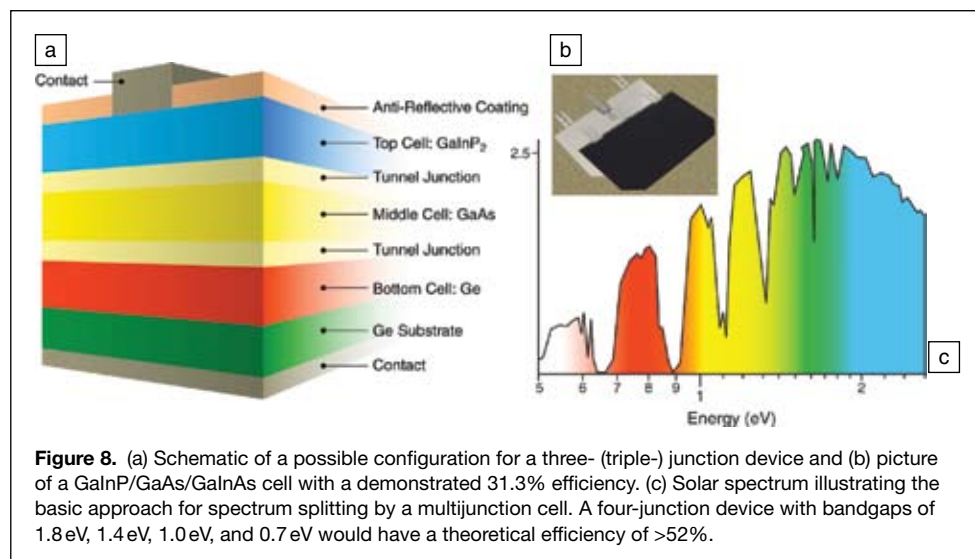 a
Contact
Anti-Reflective Coating
Top Cell: GaInP₂
Tunnel Junction
Middle Cell: GaAs
Tunnel Junction
Bottom Cell: Ge
Ge Substrate
Contact
b
2.5
c
5 6 7 8 9 1 2
Energy (eV)
Figure 8. (a) Schematic of a possible configuration for a three- (triple-) junction device and (b) picture
of a GaInP/GaAs/GaInAs cell with a demonstrated 31.3% efficiency. (c) Solar spectrum illustrating the
basic approach for spectrum splitting by a multijunction cell. A four-junction device with bandgaps of
1.8 eV, 1.4 eV, 1.0 eV, and 0.7 eV would have a theoretical efficiency of >52%.